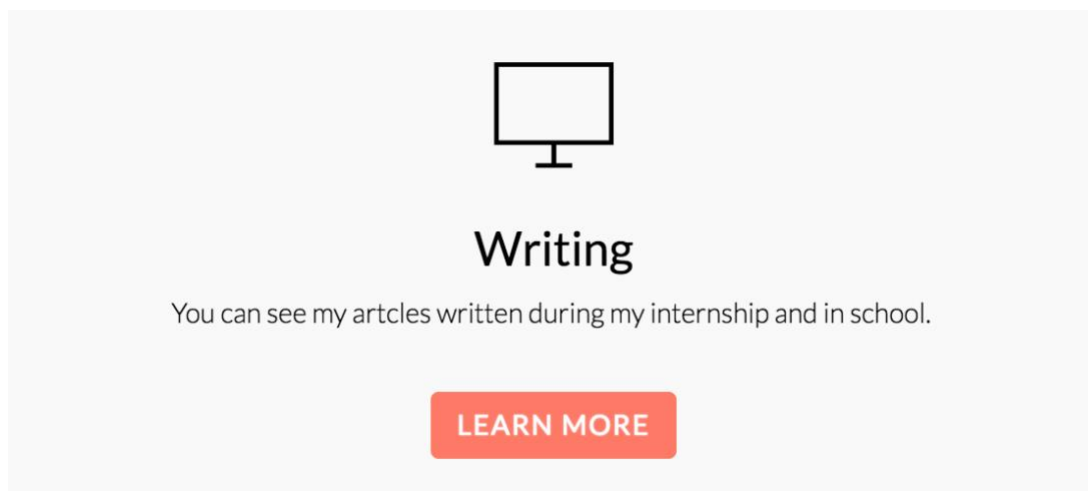 Writing
You can see my artcles written during my internship and in school.
LEARN MORE